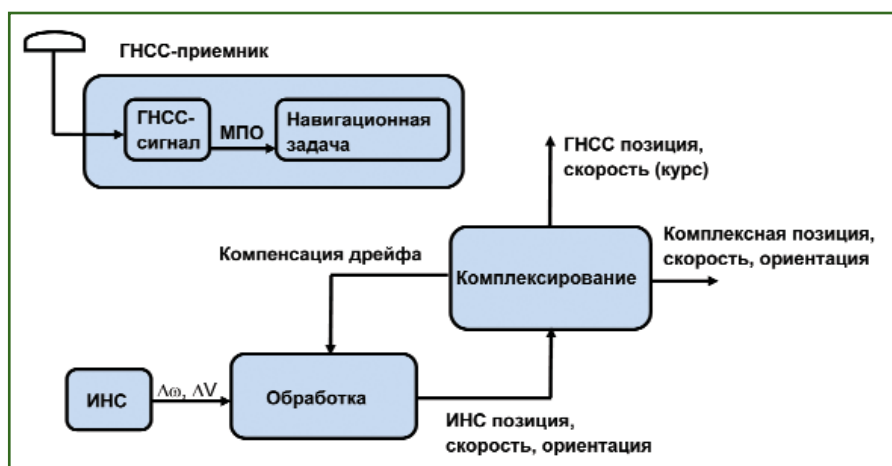 ГНСС-приемник
ГНСС-
сигнал
МПО
Навигационная
задача
ГНСС позиция,
скорость (курс)
Комплексная позиция,
скорость, ориентация
Компенсация дрейфа
Комплексирование
ИНС
Δω, ΔV
Обработка
ИНС позиция,
скорость, ориентация